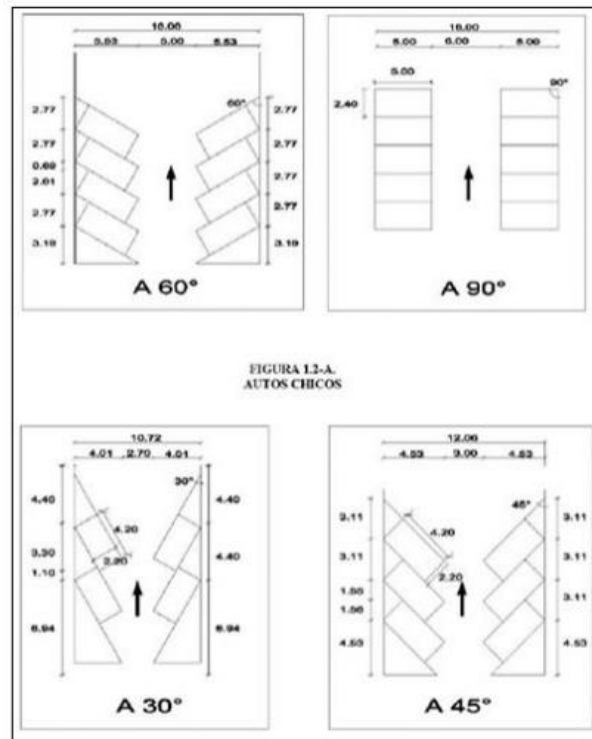 16.06
5.53 5.00 5.53
60°
2.77 2.77
2.77 2.77
0.69
2.01 2.77
2.77
2.77
3.19 3.19
A 60°
16.00
5.00 6.00 5.00
5.00
90°
2.40
A 90°
FIGURA 1.2-A.
AUTOS CHICOS
10.72
4.01 2.70 4.01
30°
4.40 4.40
4.20
3.30 2.20 4.40
1.10
6.94 6.94
A 30°
12.06
4.53 3.00 4.53
45°
3.11 3.11
4.20
3.11 3.11
2.20
3.11
4.53 4.53
A 45°